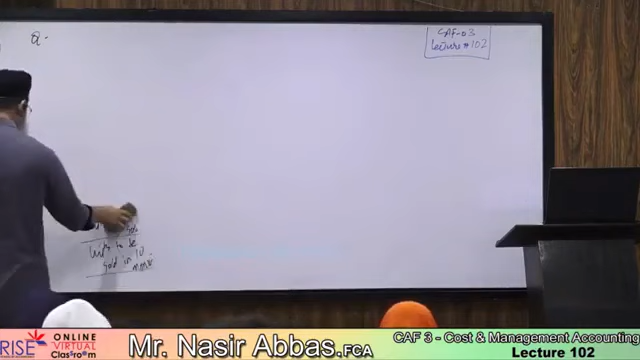 Q-
CAF-03
Lecture #102
Sold
Units to be
Sold in 10
RISE
ONLINE
VIRTUAL
Classroom
Mr. Nasir Abbas.FCA
CAF 3 - Cost & Management Accounting
Lecture 102